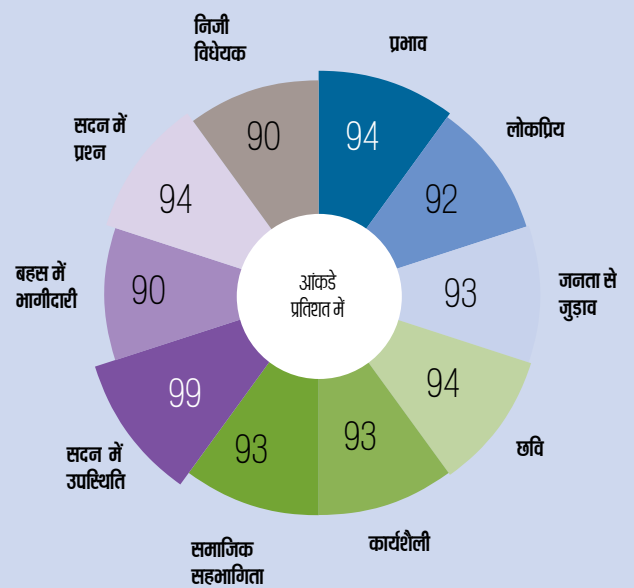 निजी
विधेयक
90
प्रभाव
94
लोकप्रिय
92
जनता से
जुड़ाव
93
छवि
94
कार्यशैली
93
समाजिक
सहभागिता
93
सदन में
उपस्थिति
99
बहस में
भागीदारी
90
सदन में
प्रश्न
94
आंकडे
प्रतिशत में